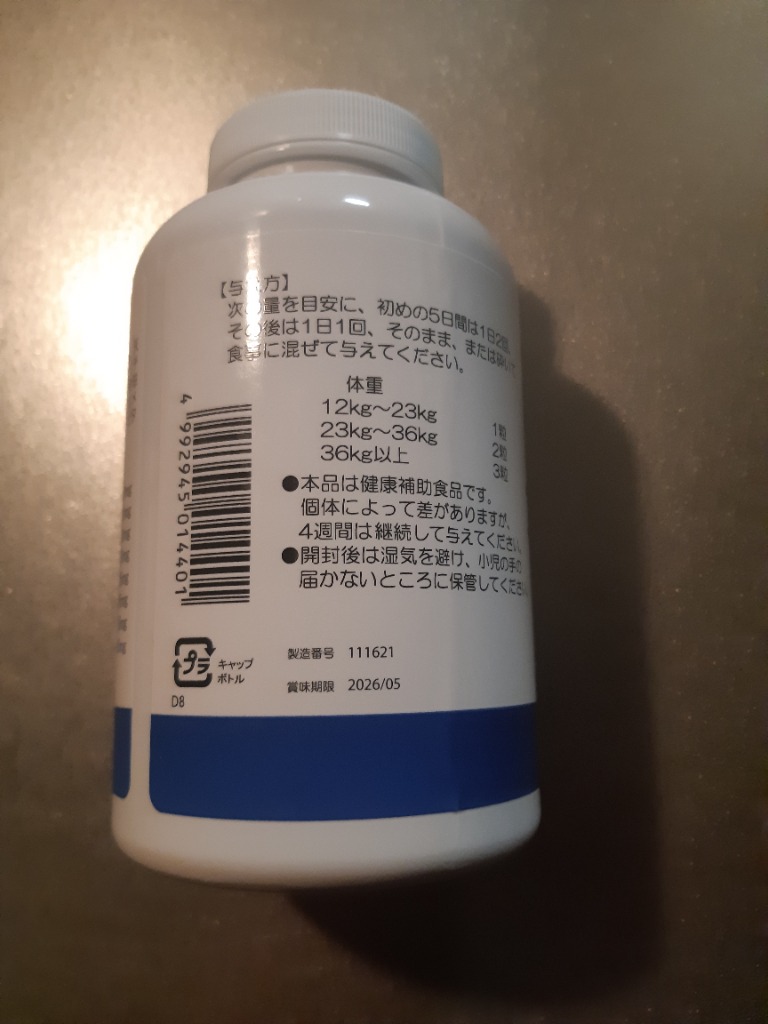 【与え方】
次の量を目安に、初めの5日間は1日2回、
その後は1日1回、そのまま、または砕いて
食事に混ぜて与えてください。
体重
12kg～23kg 1粒
23kg～36kg 2粒
36kg以上 3粒
●本品は健康補助食品です。
個体によって差がありますが、
4週間は継続して与えてください。
●開封後は湿気を避け、小児の手の
届かないところに保管してください。
4992945014401
プラ
キャップ
ボトル
D8
製造番号 111621
賞味期限 2026/05